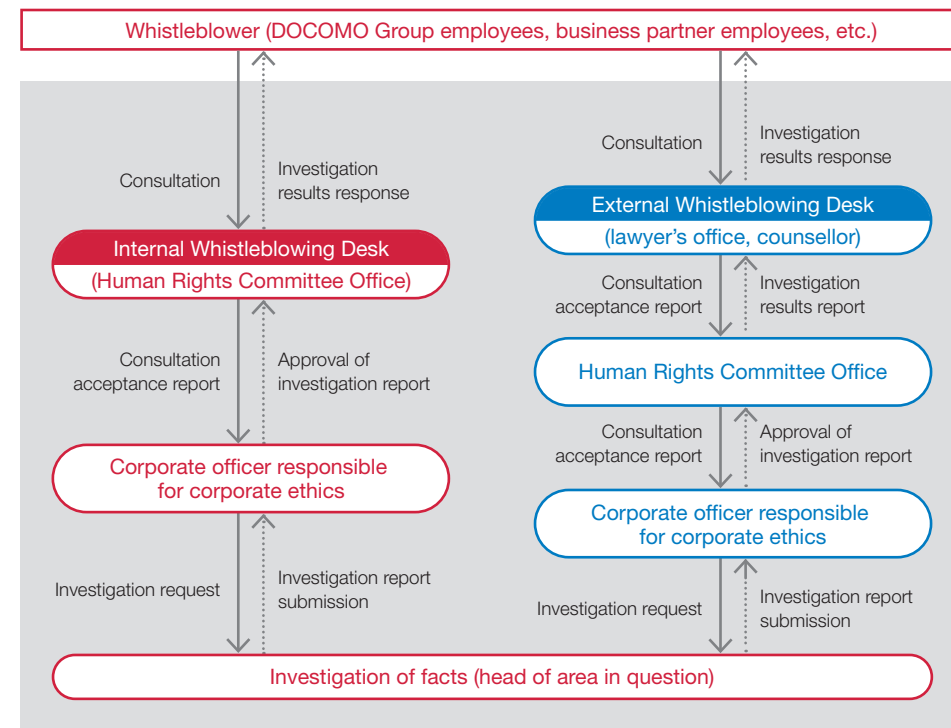 Whistleblower (DOCOMO Group employees, business partner employees, etc.)
Consultation
Investigation
results response
Internal Whistleblowing Desk
(Human Rights Committee Office)
Consultation
acceptance report
Approval of
investigation report
Corporate officer responsible
for corporate ethics
Investigation request
Investigation report
submission
Consultation
Investigation
results response
External Whistleblowing Desk
(lawyer's office, counsellor)
Consultation
acceptance report
Investigation
results report
Human Rights Committee Office
Consultation
acceptance report
Approval of
investigation report
Corporate officer responsible
for corporate ethics
Investigation request
Investigation report
submission
Investigation of facts (head of area in question)